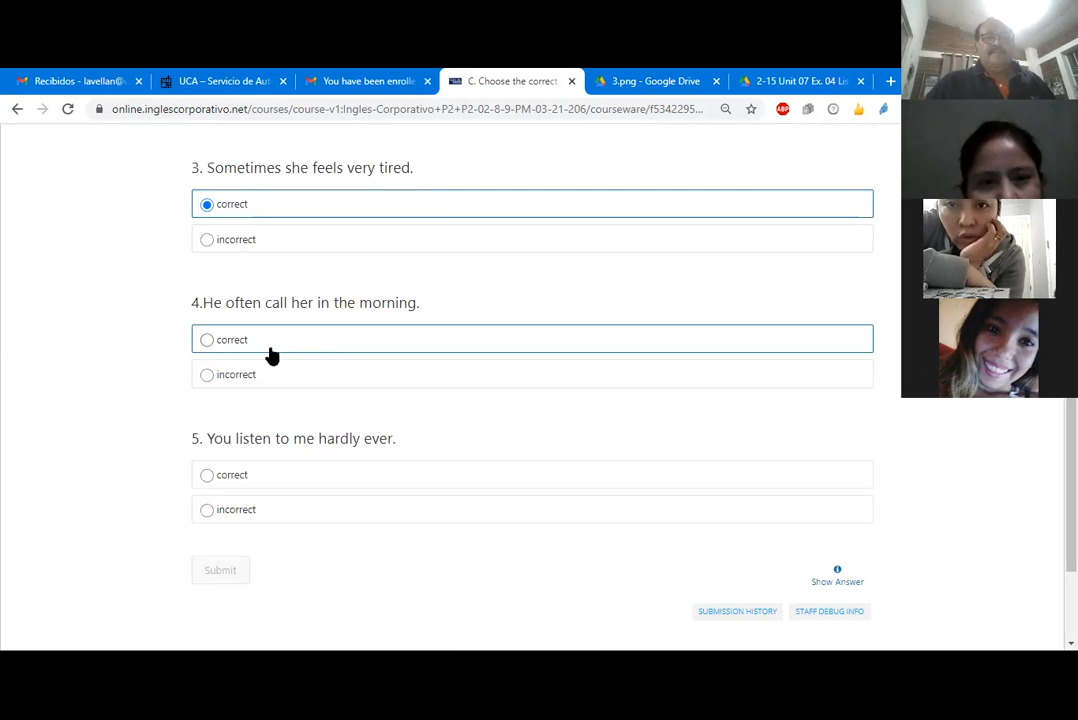 Recibidos - lavellan@
UCA – Servicio de Aut
You have been enrolle
C. Choose the correct
3.png - Google Drive
2-15 Unit 07 Ex. 04 Li
online.inglescorporativo.net/courses/course-v1:Ingles-Corporativo+P2+P2-02-8-9-PM-03-21-206/courseware/f5342295...
ABP
3. Sometimes she feels very tired.
correct
incorrect
4.He often call her in the morning.
correct
incorrect
5. You listen to me hardly ever.
correct
incorrect
Submit
Show Answer
SUBMISSION HISTORY
STAFF DEBUG INFO